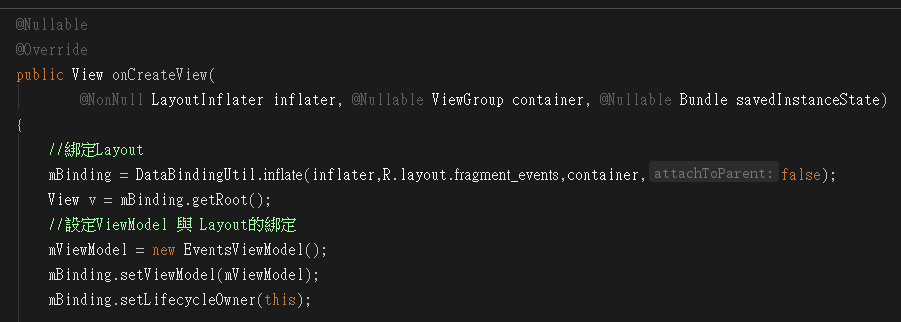 @Nullable
@Override
public View onCreateView(
@NonNull LayoutInflater inflater, @Nullable ViewGroup container, @Nullable Bundle savedInstanceState)
{
//綁定Layout
mBinding = DataBindingUtil.inflate(inflater,R.layout.fragment_events,container, attachToParent: false);
View v = mBinding.getRoot();
//設定ViewModel 與 Layout的綁定
mViewModel = new EventsViewModel();
mBinding.setViewModel(mViewModel);
mBinding.setLifecycleOwner(this);